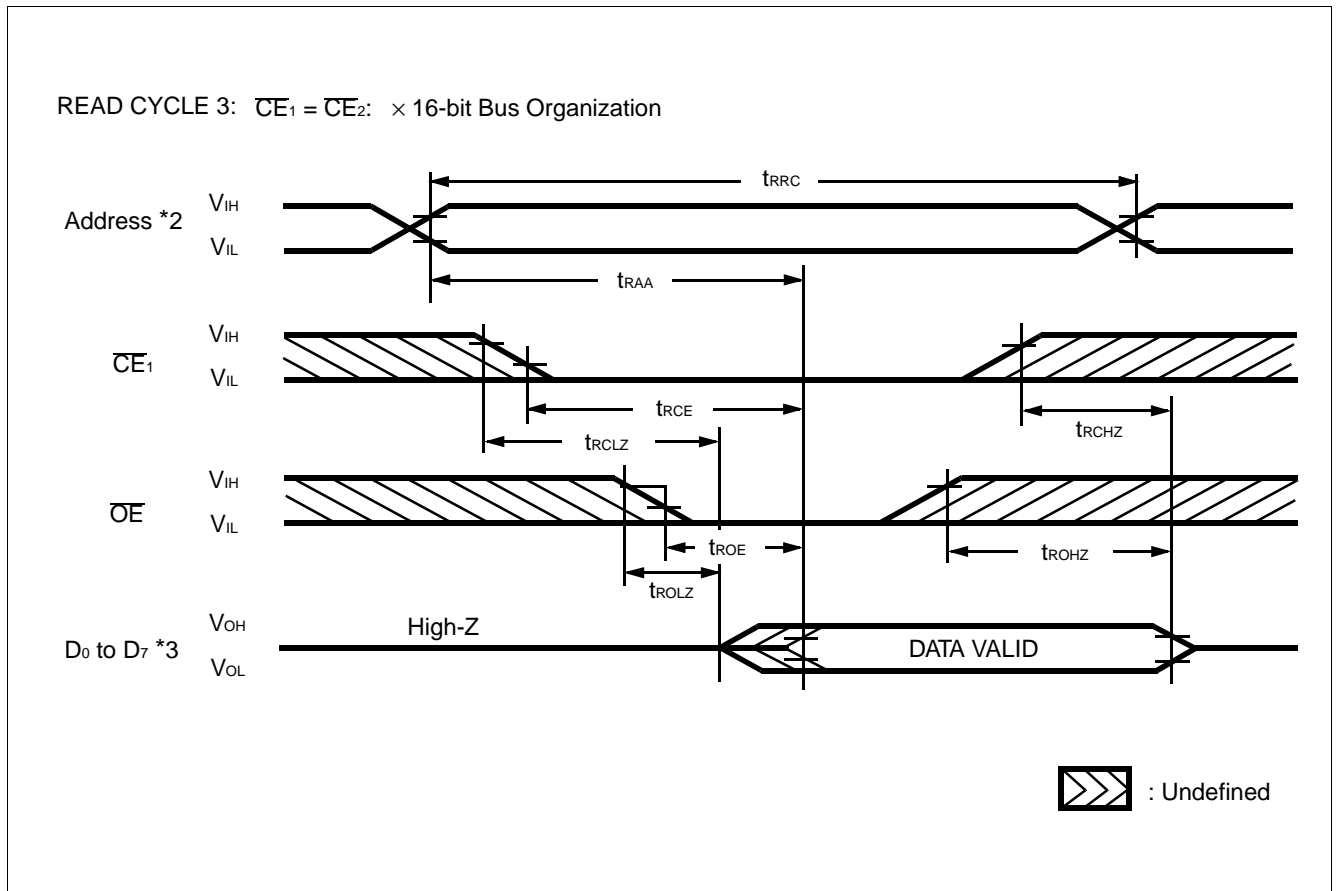 READ CYCLE 3: CE1 = CE2: × 16-bit Bus Organization
tRRC
Address *2
VIH
VIL
tRAA
CE1
VIH
VIL
tRCE
tRCHZ
tRCLZ
OE
VIH
VIL
tROE
tROHZ
tROLZ
D0 to D7 *3
VOH
VOL
High-Z
DATA VALID
: Undefined